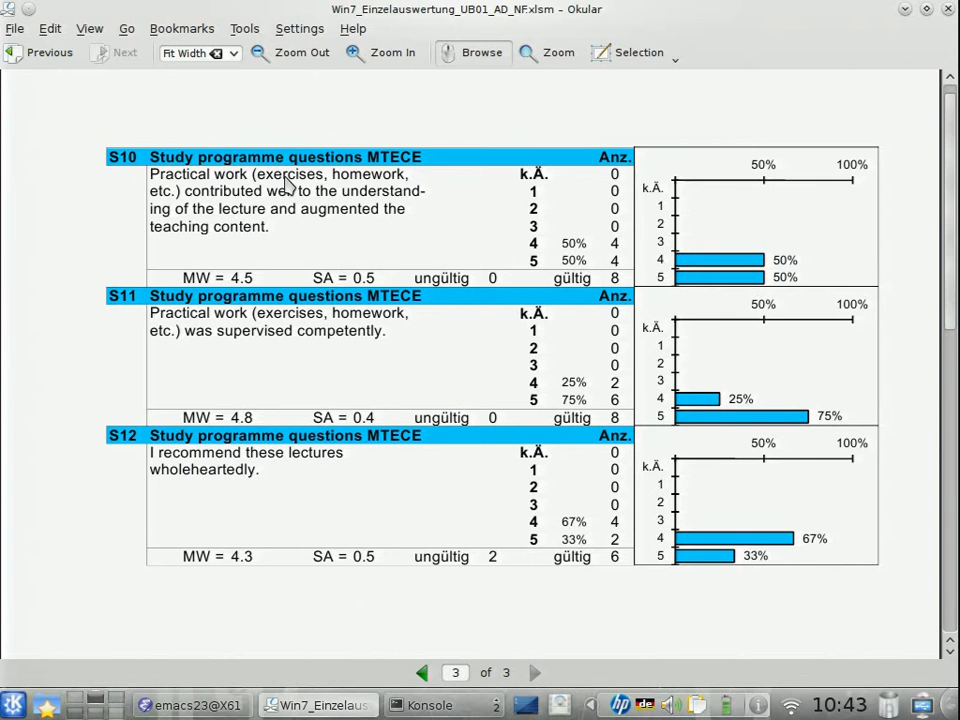 Win7_Einzelauswertung_UB01_AD_NF.xlsm – Okular
File Edit View Go Bookmarks Tools Settings Help
Previous Next Fit Width Zoom Out Zoom In Browse Zoom Selection
S10 Study programme questions MTECE Anz.
Practical work (exercises, homework, k.Ä. 0
etc.) contributed well to the understand- 1 0
ing of the lecture and augmented the 2 0
teaching content. 3 0
4 50% 4
5 50% 4
MW = 4.5 SA = 0.5 ungültig 0 gültig 8
50% 100%
k.Ä.
1
2
3
4 50%
5 50%
S11 Study programme questions MTECE Anz.
Practical work (exercises, homework, k.Ä. 0
etc.) was supervised competently. 1 0
2 0
3 0
4 25% 2
5 75% 6
MW = 4.8 SA = 0.4 ungültig 0 gültig 8
50% 100%
k.Ä.
1
2
3
4 25%
5 75%
S12 Study programme questions MTECE Anz.
I recommend these lectures k.Ä. 0
wholeheartedly. 1 0
2 0
3 0
4 67% 4
5 33% 2
MW = 4.3 SA = 0.5 ungültig 2 gültig 6
50% 100%
k.Ä.
1
2
3
4 67%
5 33%
3 of 3
emacs23@X61 Win7_Einzelaus Konsole 2 hp de 10:43